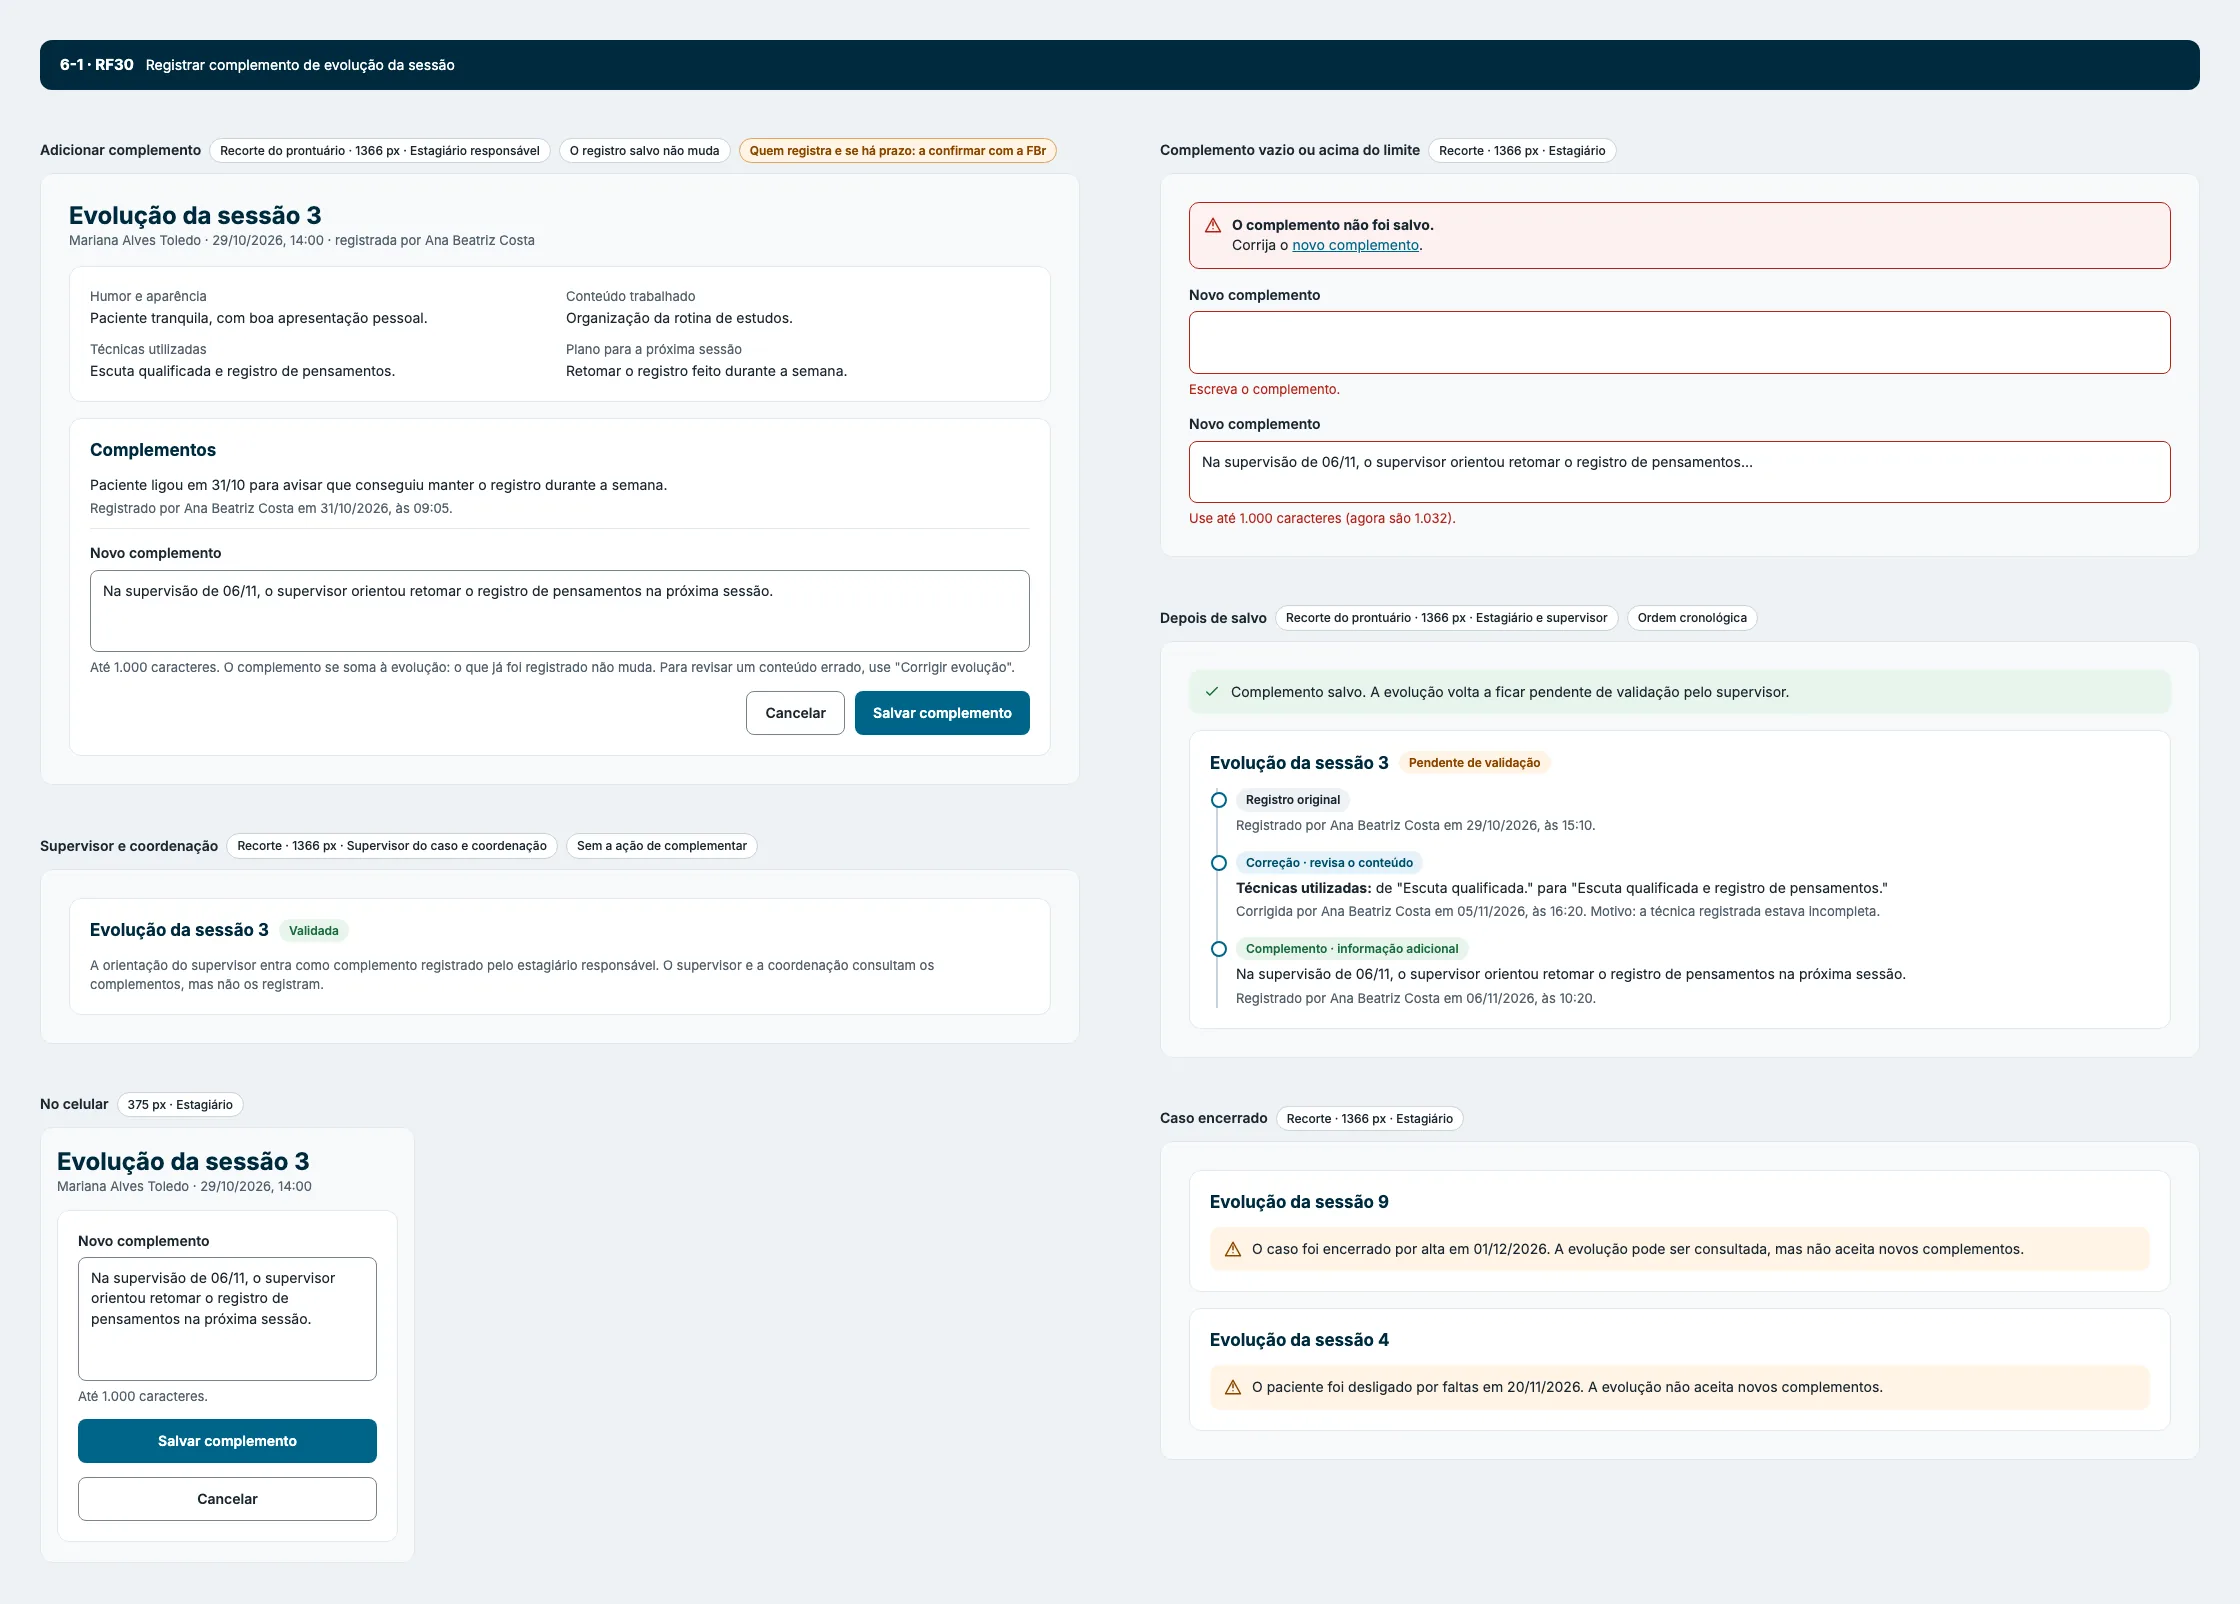 6-1 · RF30 Registrar complemento de evolução da sessão
Adicionar complemento Recorte do prontuário · 1366 px · Estagiário responsável O registro salvo não muda Quem registra e se há prazo: a confirmar com a FBr
Evolução da sessão 3
Mariana Alves Toledo · 29/10/2026, 14:00 · registrada por Ana Beatriz Costa
Humor e aparência
Paciente tranquila, com boa apresentação pessoal.
Conteúdo trabalhado
Organização da rotina de estudos.
Técnicas utilizadas
Escuta qualificada e registro de pensamentos.
Plano para a próxima sessão
Retomar o registro feito durante a semana.
Complementos
Paciente ligou em 31/10 para avisar que conseguiu manter o registro durante a semana.
Registrado por Ana Beatriz Costa em 31/10/2026, às 09:05.
Novo complemento
Na supervisão de 06/11, o supervisor orientou retomar o registro de pensamentos na próxima sessão.
Até 1.000 caracteres. O complemento se soma à evolução: o que já foi registrado não muda. Para revisar um conteúdo errado, use "Corrigir evolução".
Cancelar
Salvar complemento
Supervisor e coordenação Recorte · 1366 px · Supervisor do caso e coordenação Sem a ação de complementar
Evolução da sessão 3 Validada
A orientação do supervisor entra como complemento registrado pelo estagiário responsável. O supervisor e a coordenação consultam os
complementos, mas não os registram.
No celular 375 px · Estagiário
Evolução da sessão 3
Mariana Alves Toledo · 29/10/2026, 14:00
Novo complemento
Na supervisão de 06/11, o supervisor
orientou retomar o registro de
pensamentos na próxima sessão.
Até 1.000 caracteres.
Salvar complemento
Cancelar
Complemento vazio ou acima do limite Recorte · 1366 px · Estagiário
O complemento não foi salvo.
Corrija o novo complemento.
Novo complemento
Escreva o complemento.
Novo complemento
Na supervisão de 06/11, o supervisor orientou retomar o registro de pensamentos...
Use até 1.000 caracteres (agora são 1.032).
Depois de salvo Recorte do prontuário · 1366 px · Estagiário e supervisor Ordem cronológica
Complemento salvo. A evolução volta a ficar pendente de validação pelo supervisor.
Evolução da sessão 3 Pendente de validação
Registro original
Registrado por Ana Beatriz Costa em 29/10/2026, às 15:10.
Correção · revisa o conteúdo
Técnicas utilizadas: de "Escuta qualificada." para "Escuta qualificada e registro de pensamentos."
Corrigida por Ana Beatriz Costa em 05/11/2026, às 16:20. Motivo: a técnica registrada estava incompleta.
Complemento · informação adicional
Na supervisão de 06/11, o supervisor orientou retomar o registro de pensamentos na próxima sessão.
Registrado por Ana Beatriz Costa em 06/11/2026, às 10:20.
Caso encerrado Recorte · 1366 px · Estagiário
Evolução da sessão 9
O caso foi encerrado por alta em 01/12/2026. A evolução pode ser consultada, mas não aceita novos complementos.
Evolução da sessão 4
O paciente foi desligado por faltas em 20/11/2026. A evolução não aceita novos complementos.